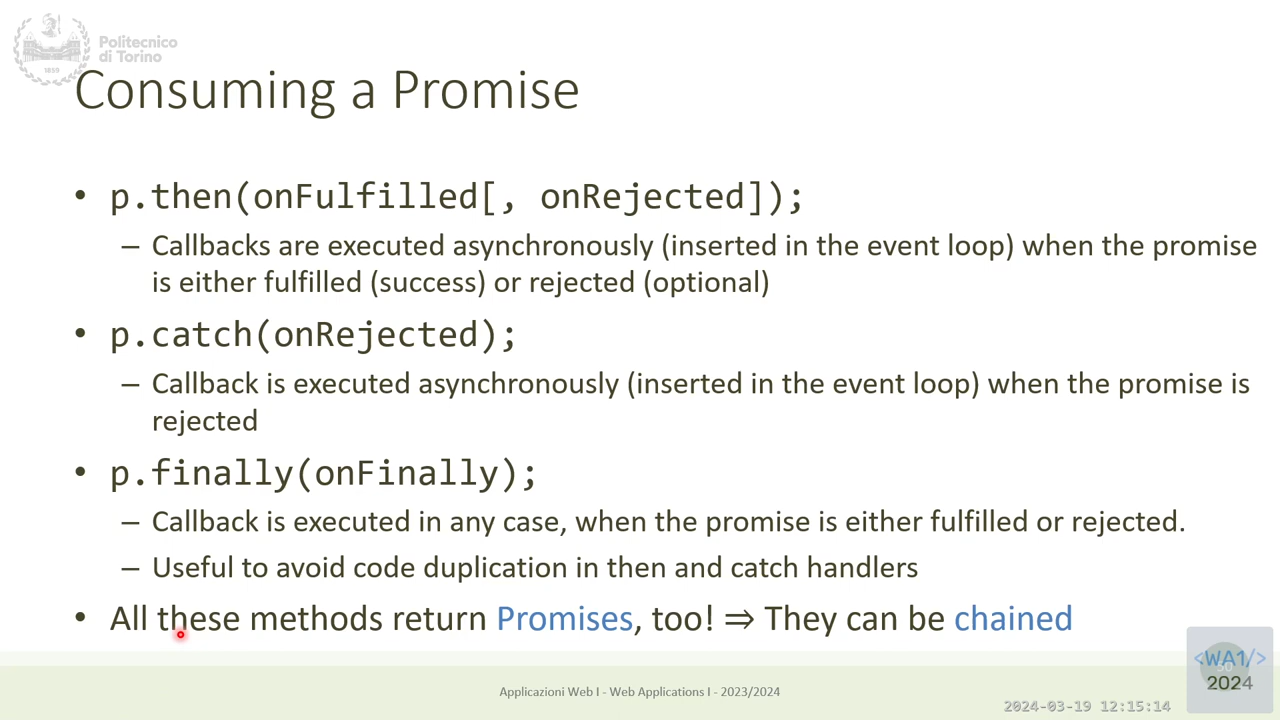 Politecnico
di Torino
1859
Consuming a Promise
• p.then(onFulfilled[, onRejected]);
– Callbacks are executed asynchronously (inserted in the event loop) when the promise
is either fulfilled (success) or rejected (optional)
• p.catch(onRejected);
– Callback is executed asynchronously (inserted in the event loop) when the promise is
rejected
• p.finally(onFinally);
– Callback is executed in any case, when the promise is either fulfilled or rejected.
– Useful to avoid code duplication in then and catch handlers
• All these methods return Promises, too! ⇒ They can be chained
<WA1/>
2024
Applicazioni Web I - Web Applications I - 2023/2024
2024-03-19 12:15:14